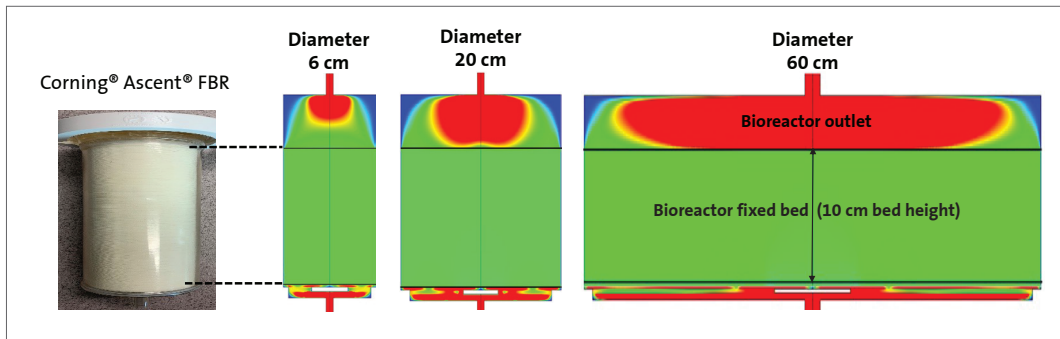 Corning® Ascent® FBR
Diameter
6 cm
Diameter
20 cm
Diameter
60 cm
Bioreactor outlet
Bioreactor fixed bed (10 cm bed height)